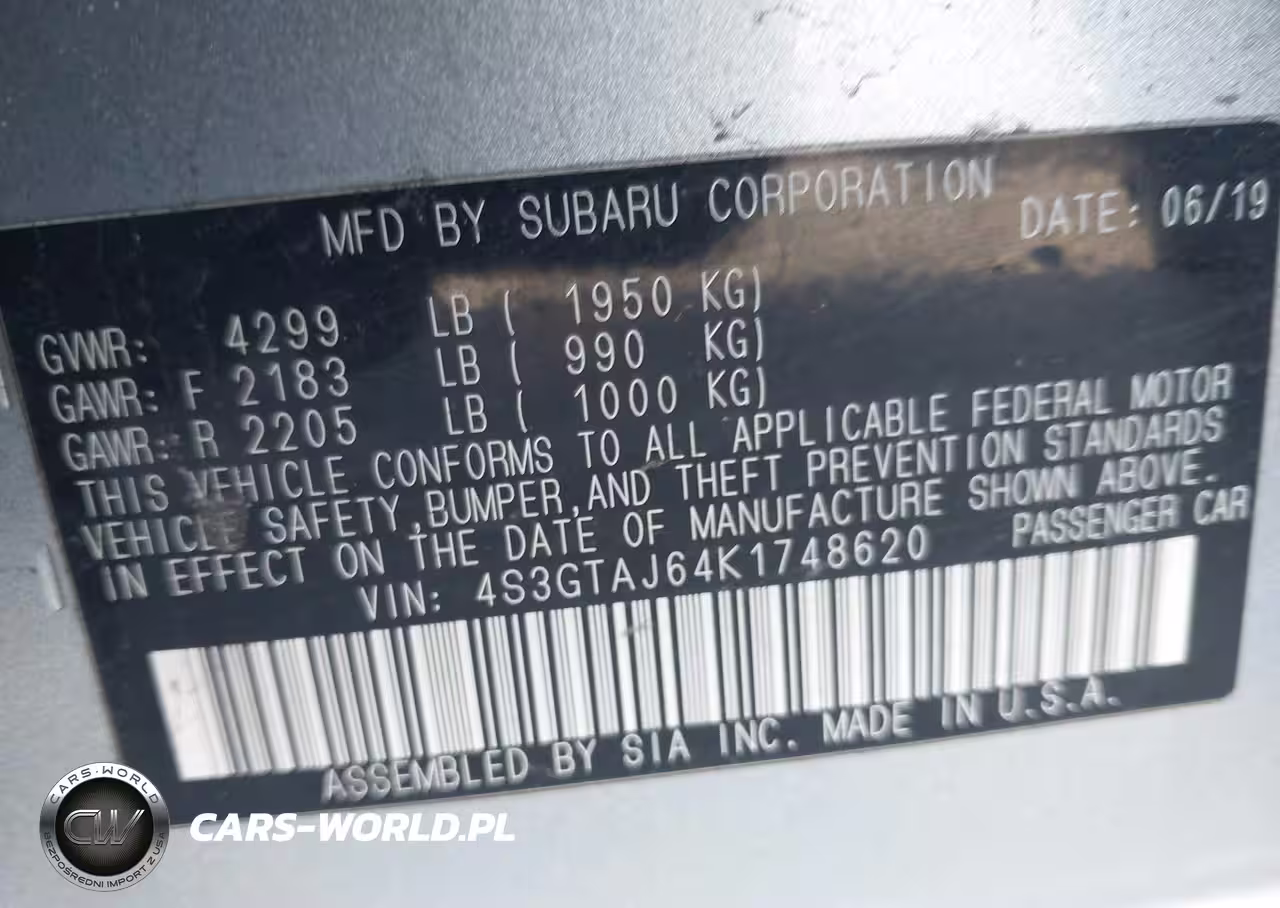 MFD BY SUBARU CORPORATION DATE: 06/19
GVWR: 4299 LB ( 1950 KG)
GAWR: F 2183 LB ( 990 KG)
GAWR: R 2205 LB ( 1000 KG)
THIS VEHICLE CONFORMS TO ALL APPLICABLE FEDERAL MOTOR
VEHICLE SAFETY,BUMPER,AND THEFT PREVENTION STANDARDS
IN EFFECT ON THE DATE OF MANUFACTURE SHOWN ABOVE.
VIN: 4S3GTAJ64K1748620 PASSENGER CAR
ASSEMBLED BY SIA INC. MADE IN U.S.A.
CARS-WORLD
CW
BEZPOŚREDNI IMPORT Z USA
CARS-WORLD.PL